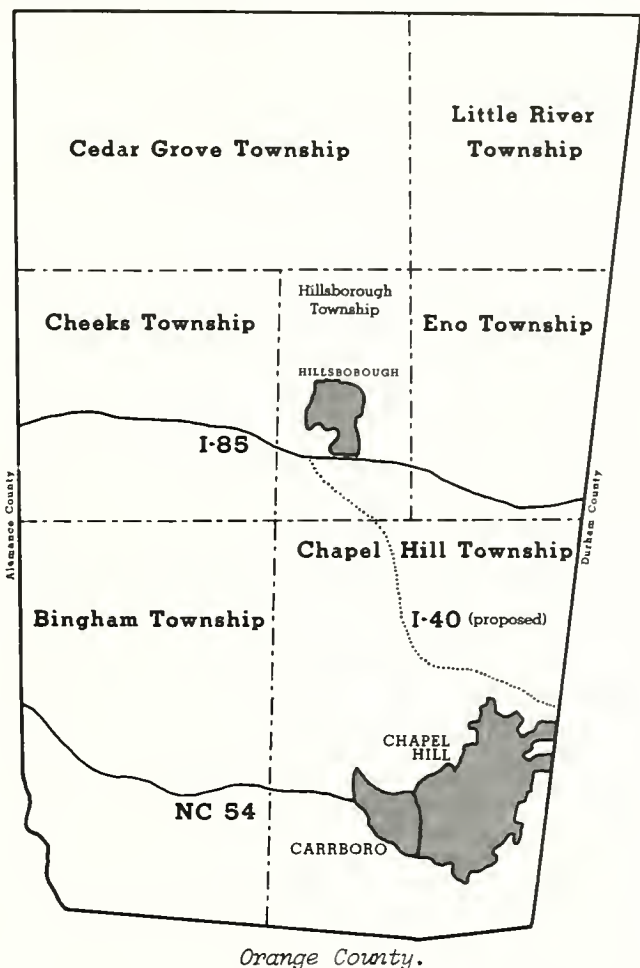 Little River
Township
Cedar Grove Township
Hillsborough
Township
Cheeks Township
Eno Township
HILLSBOROUGH
I-85
Alamance County
Durham County
Chapel Hill Township
Bingham Township
I-40 (proposed)
CHAPEL
HILL
NC 54
CARRBORO
Orange County.